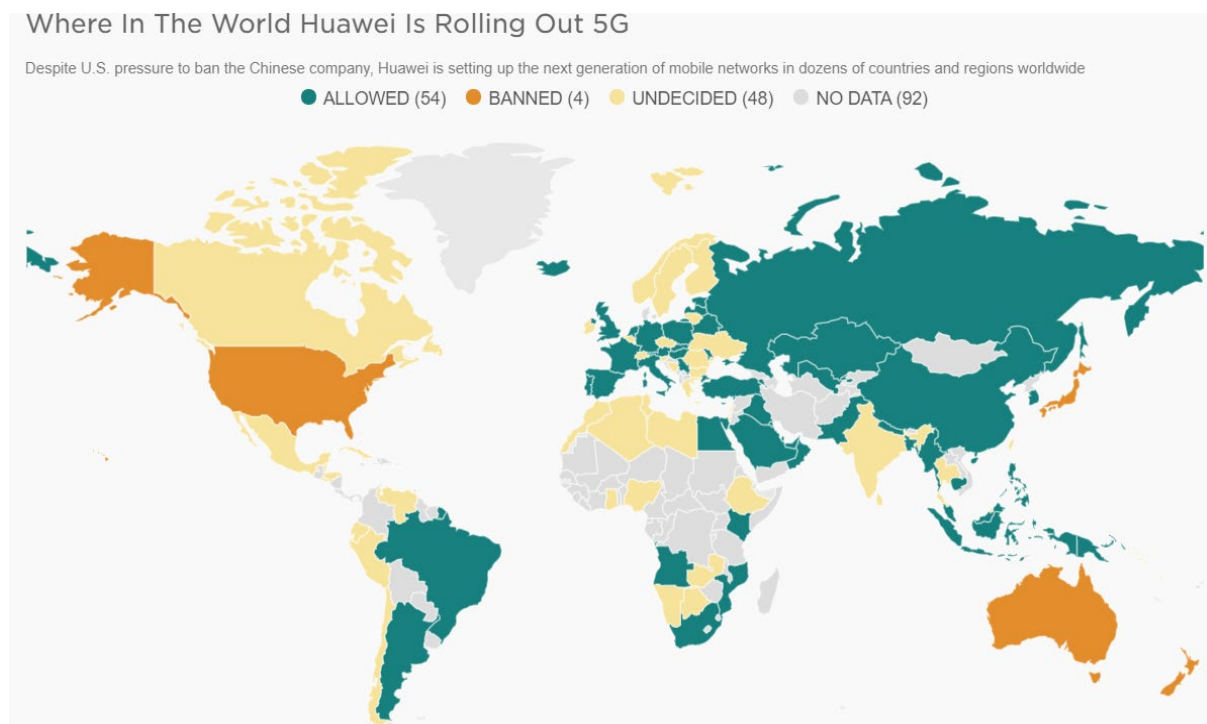 Where In The World Huawei Is Rolling Out 5G
Despite U.S. pressure to ban the Chinese company, Huawei is setting up the next generation of mobile networks in dozens of countries and regions worldwide
ALLOWED (54) BANNED (4) UNDECIDED (48) NO DATA (92)